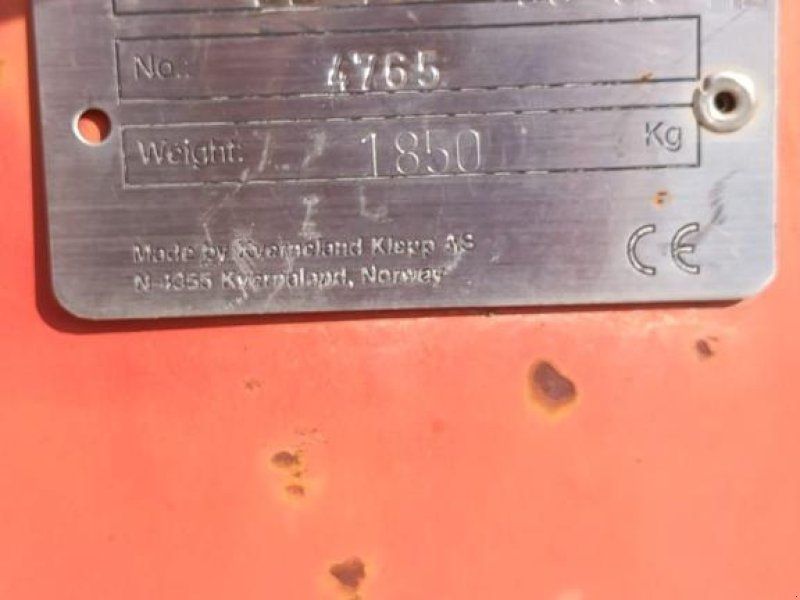 No.: 4765
Weight: 1850 Kg
Made by Kverneland Klepp AS
N-4355 Kvernaland, Norway
CE